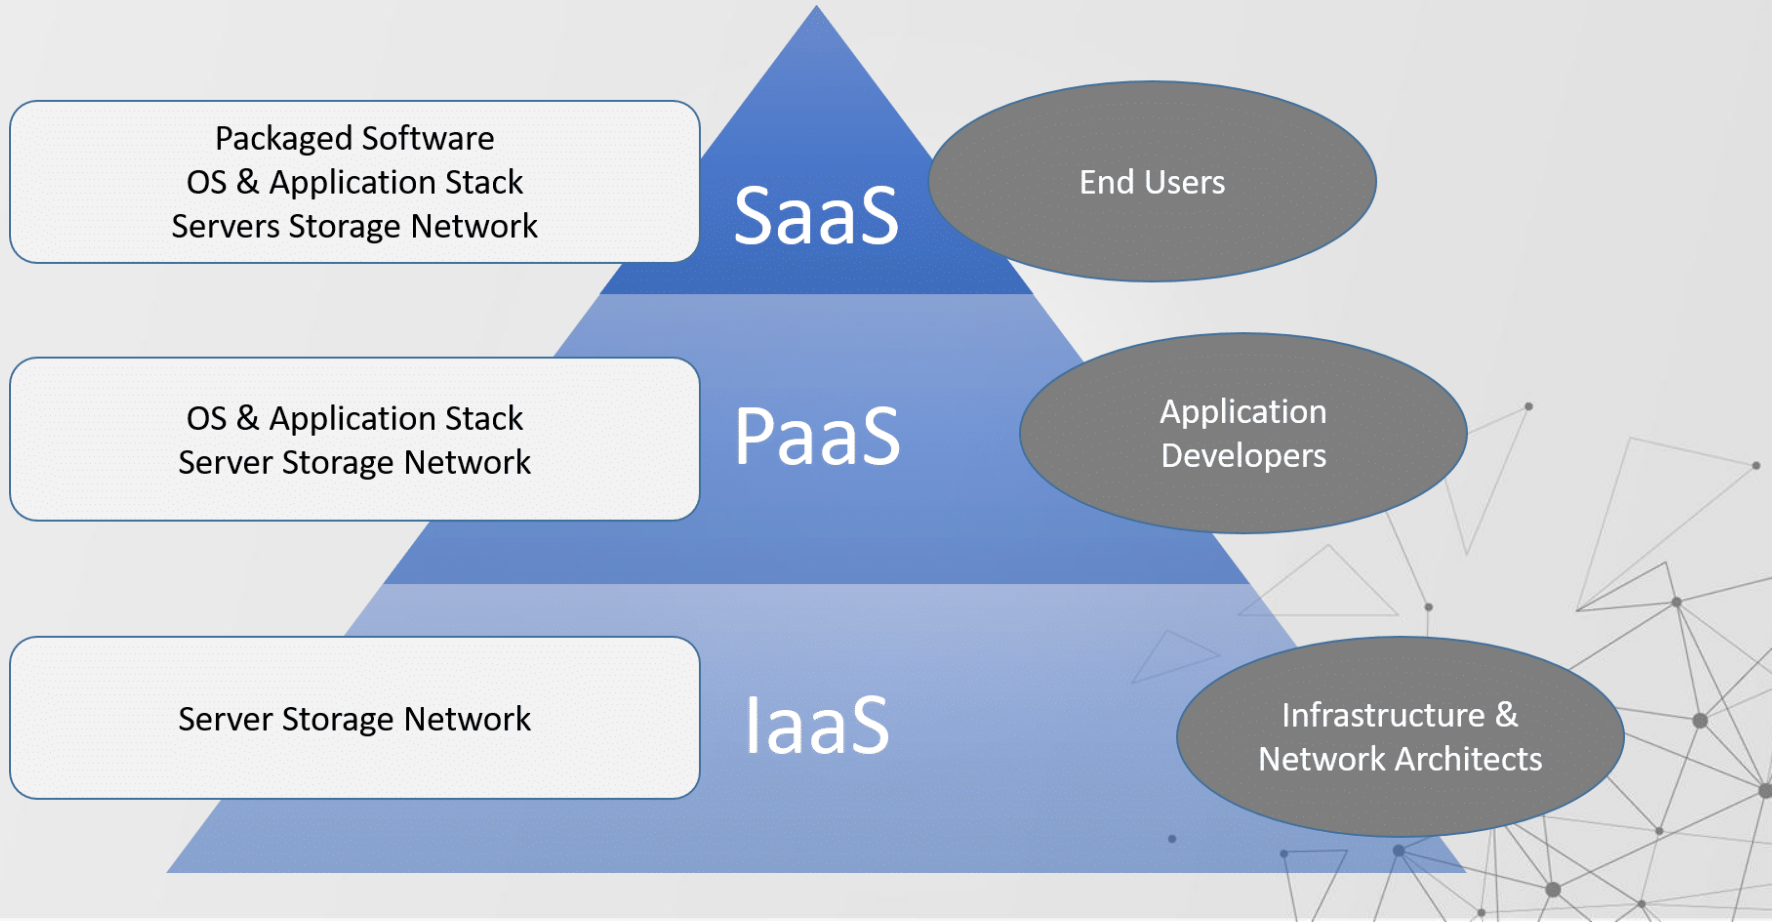 Packaged Software
OS & Application Stack
Servers Storage Network
SaaS
End Users
OS & Application Stack
Server Storage Network
PaaS
Application
Developers
Server Storage Network
IaaS
Infrastructure &
Network Architects